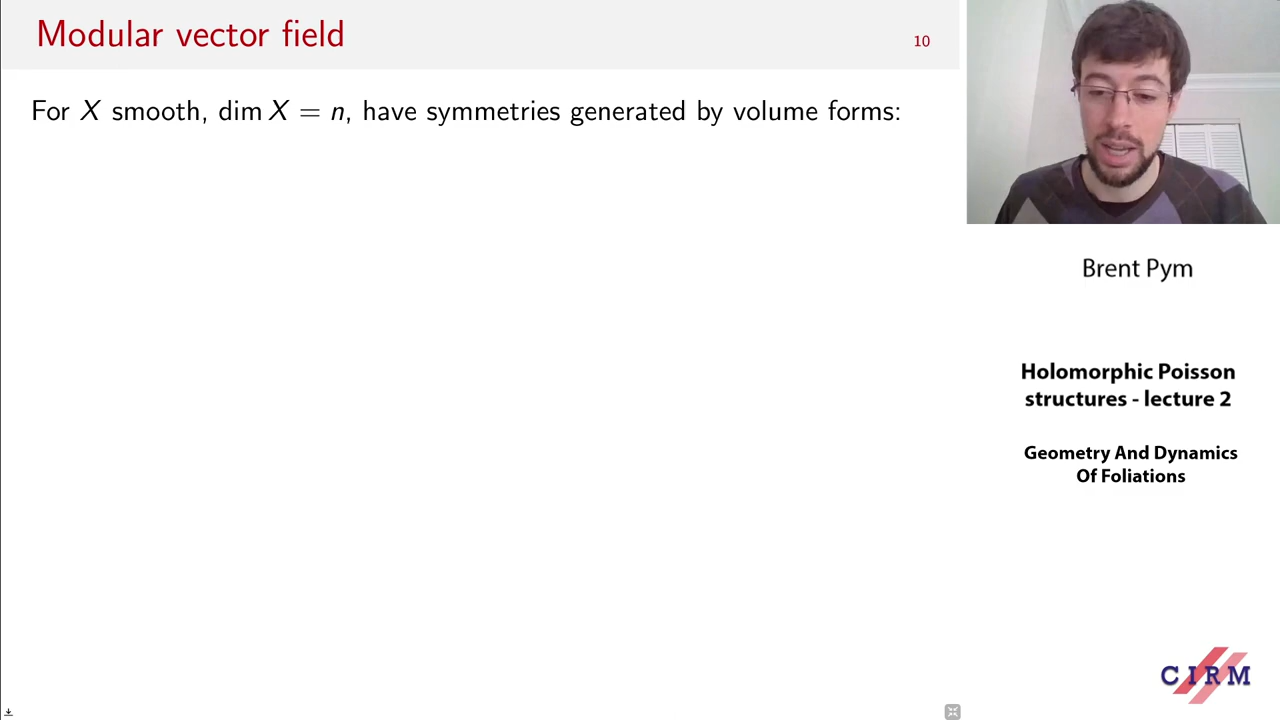 Modular vector field
10
For X smooth, dim X = n, have symmetries generated by volume forms:
Brent Pym
Holomorphic Poisson
structures - lecture 2
Geometry And Dynamics
Of Foliations
CIRM